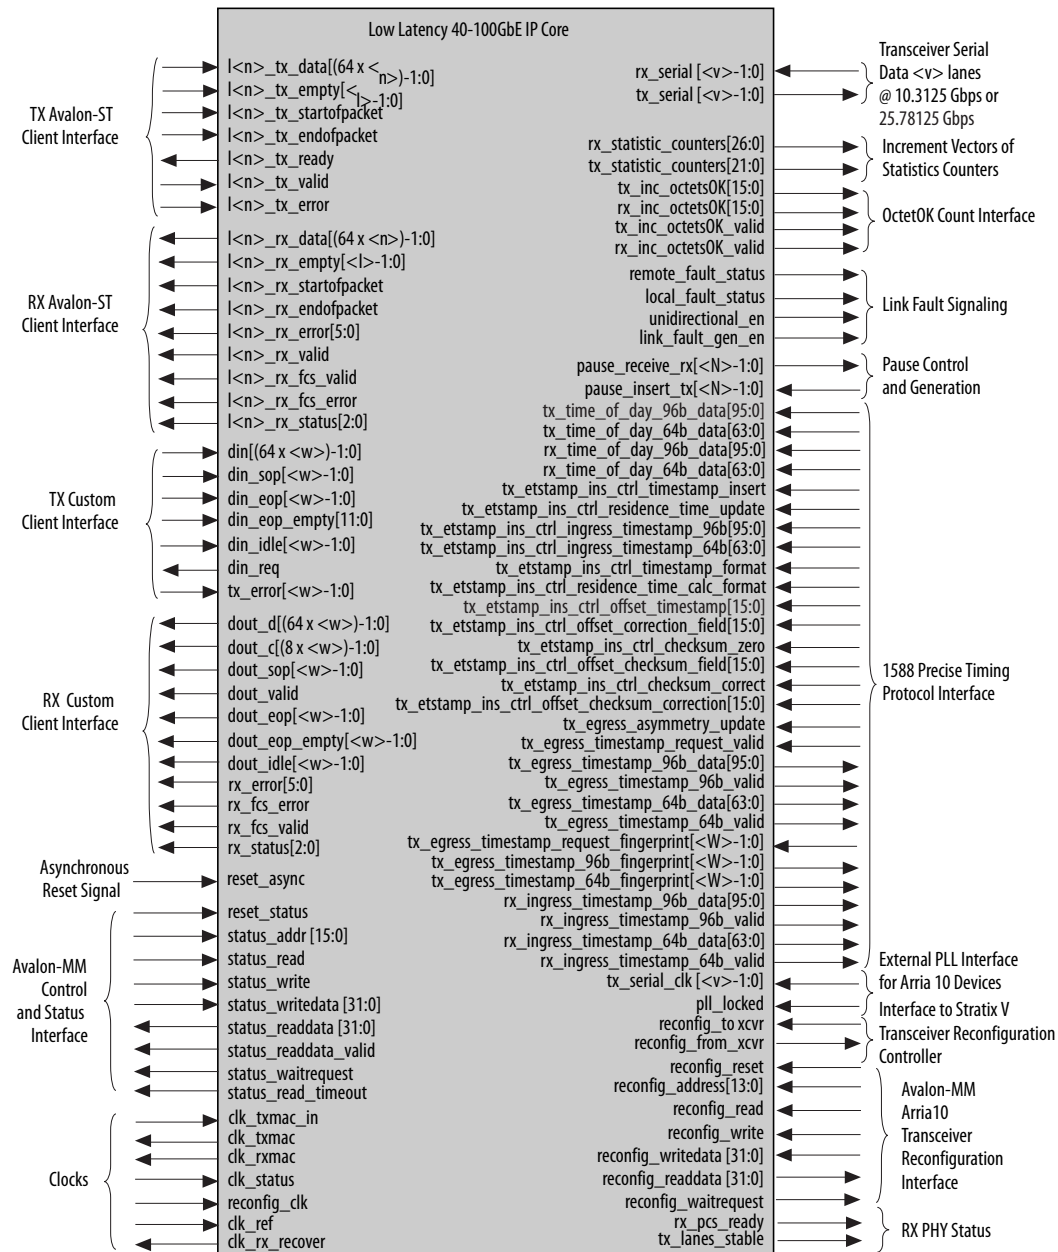 Low Latency 40-100GbE IP Core
TX Avalon-ST
Client Interface
l<n>_tx_data[(64 x <
n>)-1:0]
l<n>_tx_empty[<
l>-1:0]
l<n>_tx_startofpacket
l<n>_tx_endofpacket
l<n>_tx_ready
l<n>_tx_valid
l<n>_tx_error
RX Avalon-ST
Client Interface
l<n>_rx_data[(64 x <n>)-1:0]
l<n>_rx_empty[<l>-1:0]
l<n>_rx_startofpacket
l<n>_rx_endofpacket
l<n>_rx_error[5:0]
l<n>_rx_valid
l<n>_rx_fcs_valid
l<n>_rx_fcs_error
l<n>_rx_status[2:0]
TX Custom
Client Interface
din[(64 x <w>)-1:0]
din_sop[<w>-1:0]
din_eop[<w>-1:0]
din_eop_empty[11:0]
din_idle[<w>-1:0]
din_req
tx_error[<w>-1:0]
RX Custom
Client Interface
dout_d[(64 x <w>)-1:0]
dout_c[(8 x <w>)-1:0]
dout_sop[<w>-1:0]
dout_valid
dout_eop[<w>-1:0]
dout_eop_empty[<w>-1:0]
dout_idle[<w>-1:0]
rx_error[5:0]
rx_fcs_error
rx_fcs_valid
rx_status[2:0]
Asynchronous
Reset Signal
reset_async
Avalon-MM
Control
and Status
Interface
reset_status
status_addr [15:0]
status_read
status_write
status_writedata [31:0]
status_readdata [31:0]
status_readdata_valid
status_waitrequest
status_read_timeout
Clocks
clk_txmac_in
clk_txmac
clk_rxmac
clk_status
reconfig_clk
clk_ref
clk_rx_recover
rx_serial [<v>-1:0]
tx_serial [<v>-1:0]
Transceiver Serial
Data <v> lanes
@ 10.3125 Gbps or
25.78125 Gbps
rx_statistic_counters[26:0]
tx_statistic_counters[21:0]
Increment Vectors of
Statistics Counters
tx_inc_octetsOK[15:0]
rx_inc_octetsOK[15:0]
tx_inc_octetsOK_valid
rx_inc_octetsOK_valid
OctetOK Count Interface
remote_fault_status
local_fault_status
unidirectional_en
link_fault_gen_en
Link Fault Signaling
pause_receive_rx[<N>-1:0]
pause_insert_tx[<N>-1:0]
Pause Control
and Generation
tx_time_of_day_96b_data[95:0]
tx_time_of_day_64b_data[63:0]
rx_time_of_day_96b_data[95:0]
rx_time_of_day_64b_data[63:0]
tx_etstamp_ins_ctrl_timestamp_insert
tx_etstamp_ins_ctrl_residence_time_update
tx_etstamp_ins_ctrl_ingress_timestamp_96b[95:0]
tx_etstamp_ins_ctrl_ingress_timestamp_64b[63:0]
tx_etstamp_ins_ctrl_timestamp_format
tx_etstamp_ins_ctrl_residence_time_calc_format
tx_etstamp_ins_ctrl_offset_timestamp[15:0]
tx_etstamp_ins_ctrl_offset_correction_field[15:0]
tx_etstamp_ins_ctrl_checksum_zero
tx_etstamp_ins_ctrl_offset_checksum_field[15:0]
tx_etstamp_ins_ctrl_checksum_correct
tx_etstamp_ins_ctrl_offset_checksum_correction[15:0]
tx_egress_asymmetry_update
tx_egress_timestamp_request_valid
tx_egress_timestamp_96b_data[95:0]
tx_egress_timestamp_96b_valid
tx_egress_timestamp_64b_data[63:0]
tx_egress_timestamp_64b_valid
tx_egress_timestamp_request_fingerprint[<W>-1:0]
tx_egress_timestamp_96b_fingerprint[<W>-1:0]
tx_egress_timestamp_64b_fingerprint[<W>-1:0]
rx_ingress_timestamp_96b_data[95:0]
rx_ingress_timestamp_96b_valid
rx_ingress_timestamp_64b_data[63:0]
rx_ingress_timestamp_64b_valid
1588 Precise Timing
Protocol Interface
tx_serial_clk [<v>-1:0]
pll_locked
External PLL Interface
for Arria 10 Devices
reconfig_to xcvr
reconfig_from_xcvr
Interface to Stratix V
Transceiver Reconfiguration
Controller
reconfig_reset
reconfig_address[13:0]
reconfig_read
reconfig_write
reconfig_writedata [31:0]
reconfig_readdata [31:0]
reconfig_waitrequest
Avalon-MM
Arria10
Transceiver
Reconfiguration
Interface
rx_pcs_ready
tx_lanes_stable
RX PHY Status